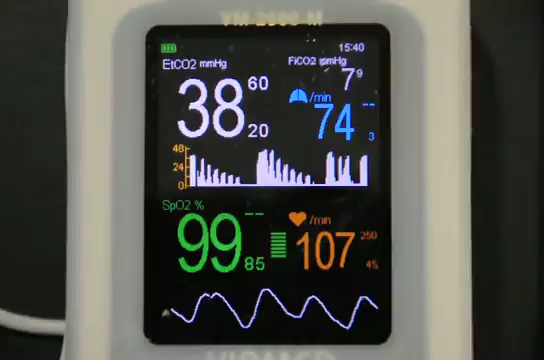 15:40
EtCO2 mmHg
FiCO2 mmHg
38 60 20
7 9
/min
74 -- 3
48
24
0
SpO2 %
99 -- 85
/min
107 250 45